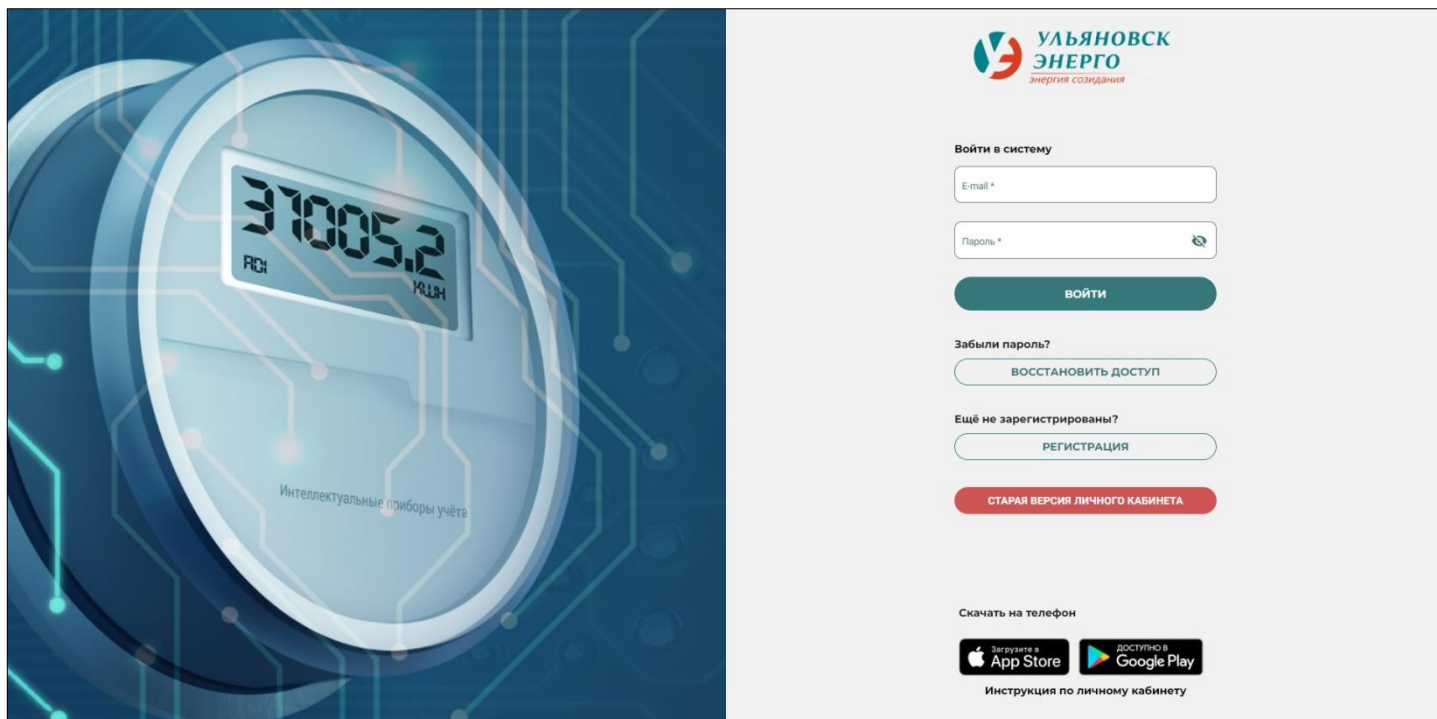 37005.2
ADI
KWH
Интеллектуальные приборы учёта
УЛЬЯНОВСК
ЭНЕРГО
энергия созидания
Войти в систему
E-mail *
Пароль *
ВОЙТИ
Забыли пароль?
ВОССТАНОВИТЬ ДОСТУП
Ещё не зарегистрированы?
РЕГИСТРАЦИЯ
СТАРАЯ ВЕРСИЯ ЛИЧНОГО КАБИНЕТА
Скачать на телефон
Загрузите в
App Store
ДОСТУПНО В
Google Play
Инструкция по личному кабинету